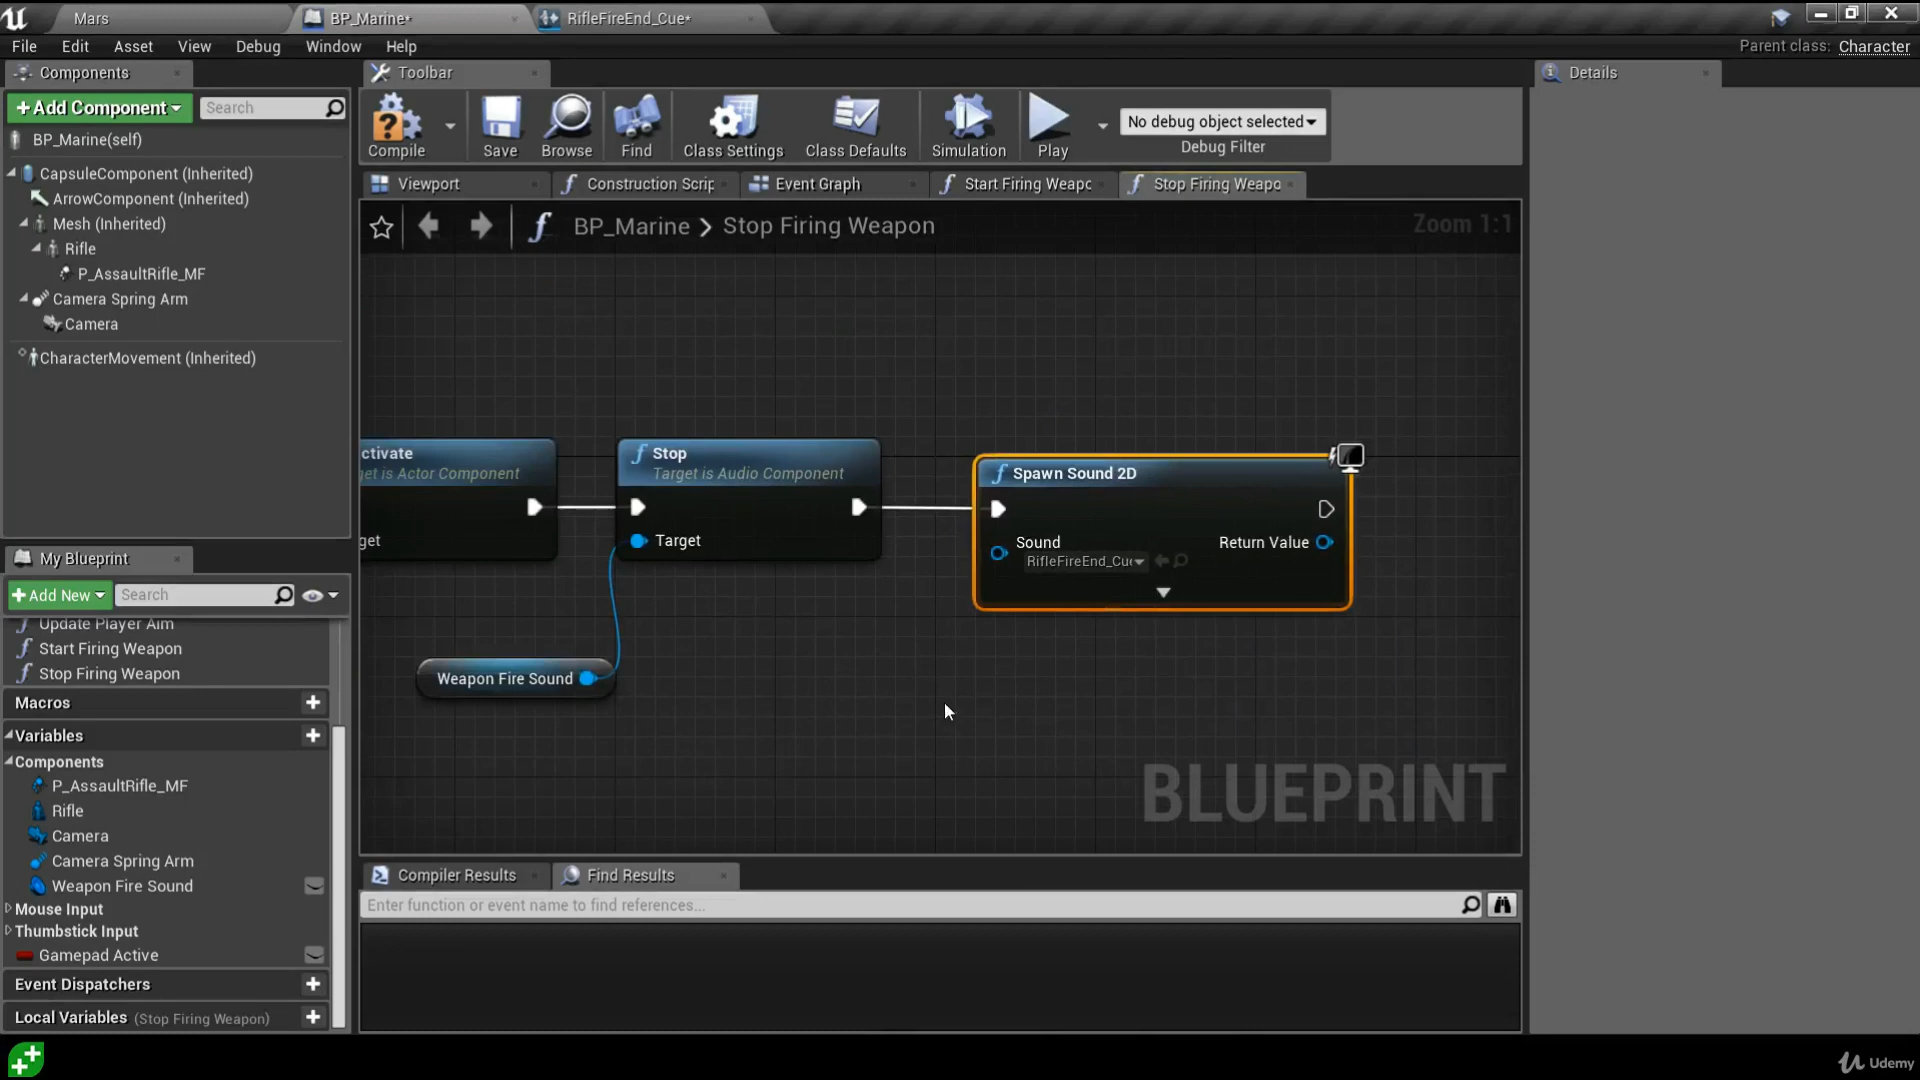 Mars
BP_Marine*
RifleFireEnd_Cue*
File
Edit
Asset
View
Debug
Window
Help
Parent class: Character
Components
Toolbar
Details
+Add Component
Search
BP_Marine(self)
CapsuleComponent (Inherited)
ArrowComponent (Inherited)
Mesh (Inherited)
Rifle
P_AssaultRifle_MF
Camera Spring Arm
Camera
CharacterMovement (Inherited)
Compile
Save
Browse
Find
Class Settings
Class Defaults
Simulation
Play
No debug object selected
Debug Filter
Viewport
Construction Scrip
Event Graph
Start Firing Weapo
Stop Firing Weapo
BP_Marine > Stop Firing Weapon
Zoom 1:1
ctivate
get is Actor Component
get
Stop
Target is Audio Component
Target
Spawn Sound 2D
Sound
RifleFireEnd_Cue
Return Value
Weapon Fire Sound
BLUEPRINT
My Blueprint
+Add New
Search
Update Player Aim
Start Firing Weapon
Stop Firing Weapon
Macros
Variables
Components
P_AssaultRifle_MF
Rifle
Camera
Camera Spring Arm
Weapon Fire Sound
Mouse Input
Thumbstick Input
Gamepad Active
Event Dispatchers
Local Variables (Stop Firing Weapon)
Compiler Results
Find Results
Enter function or event name to find references...
Udemy